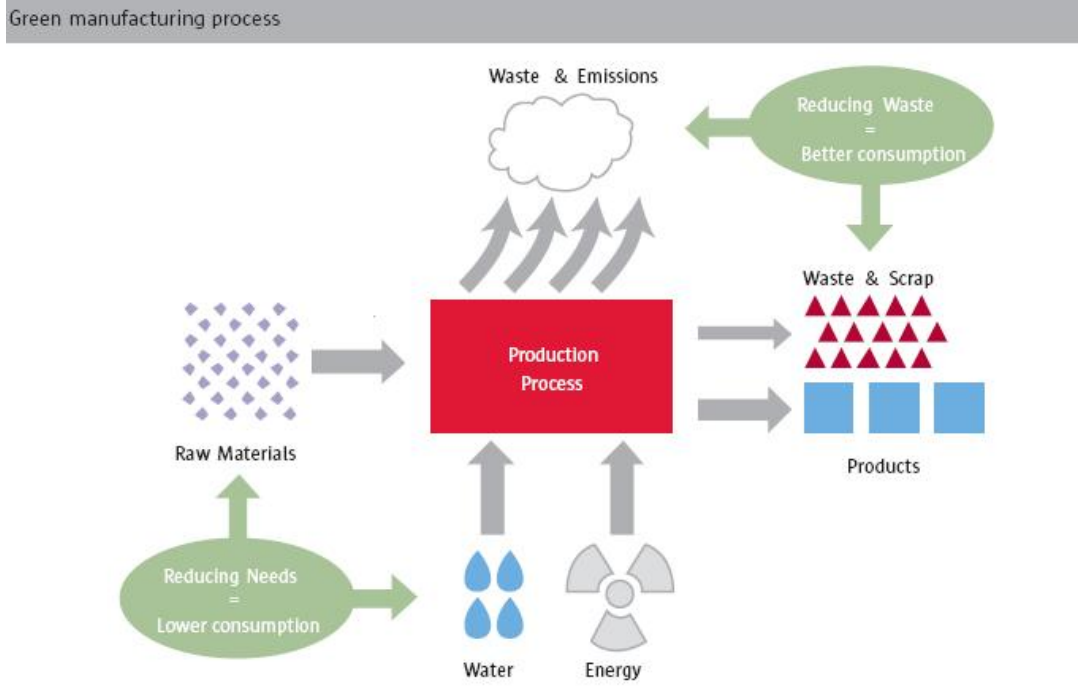 Green manufacturing process
Waste & Emissions
Reducing Waste
=
Better consumption
Waste & Scrap
Production
Process
Raw Materials
Products
Reducing Needs
=
Lower consumption
Water
Energy